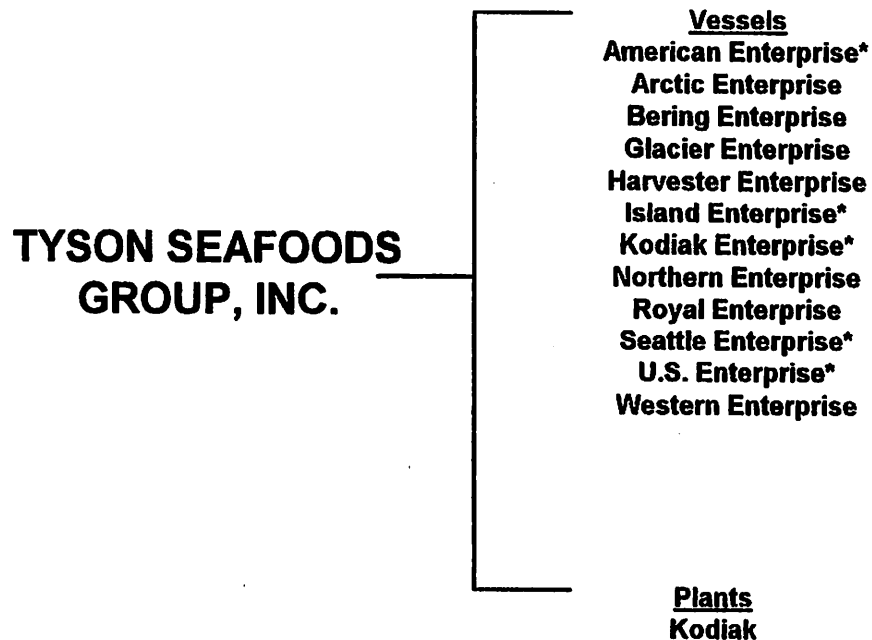 TYSON SEAFOODS
GROUP, INC.
Vessels
American Enterprise*
Arctic Enterprise
Bering Enterprise
Glacier Enterprise
Harvester Enterprise
Island Enterprise*
Kodiak Enterprise*
Northern Enterprise
Royal Enterprise
Seattle Enterprise*
U.S. Enterprise*
Western Enterprise
Plants
Kodiak